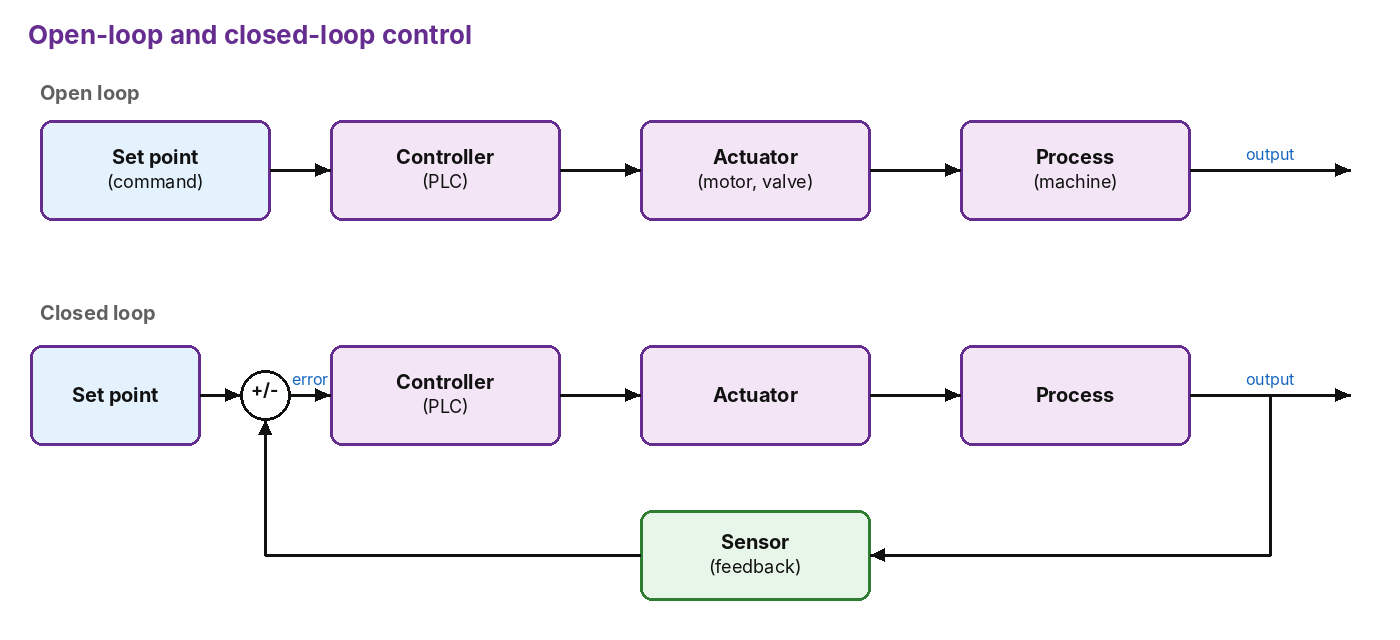 Open-loop and closed-loop control
Open loop
Set point
(command)
Controller
(PLC)
Actuator
(motor, valve)
Process
(machine)
output
Closed loop
Set point
+/-
error
Controller
(PLC)
Actuator
Process
output
Sensor
(feedback)